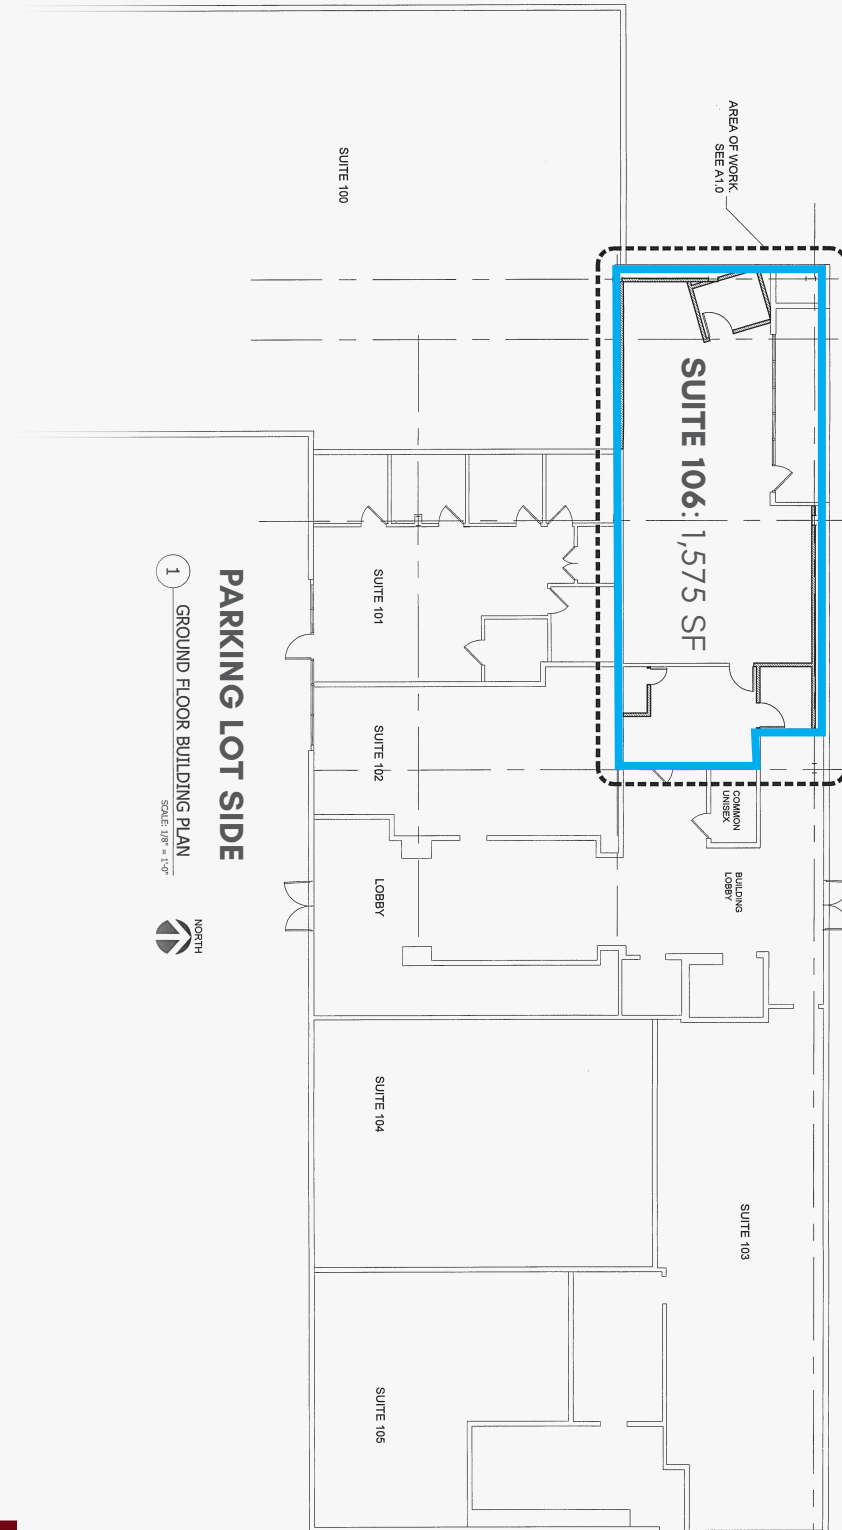 AREA OF WORK.
SEE A1.0
SUITE 100
SUITE 106: 1,575 SF
SUITE 101
SUITE 102
COMMON
UNISEX
BUILDING
LOBBY
LOBBY
SUITE 103
SUITE 104
SUITE 105
PARKING LOT SIDE
1
GROUND FLOOR BUILDING PLAN
SCALE: 1/8" = 1'-0"
NORTH